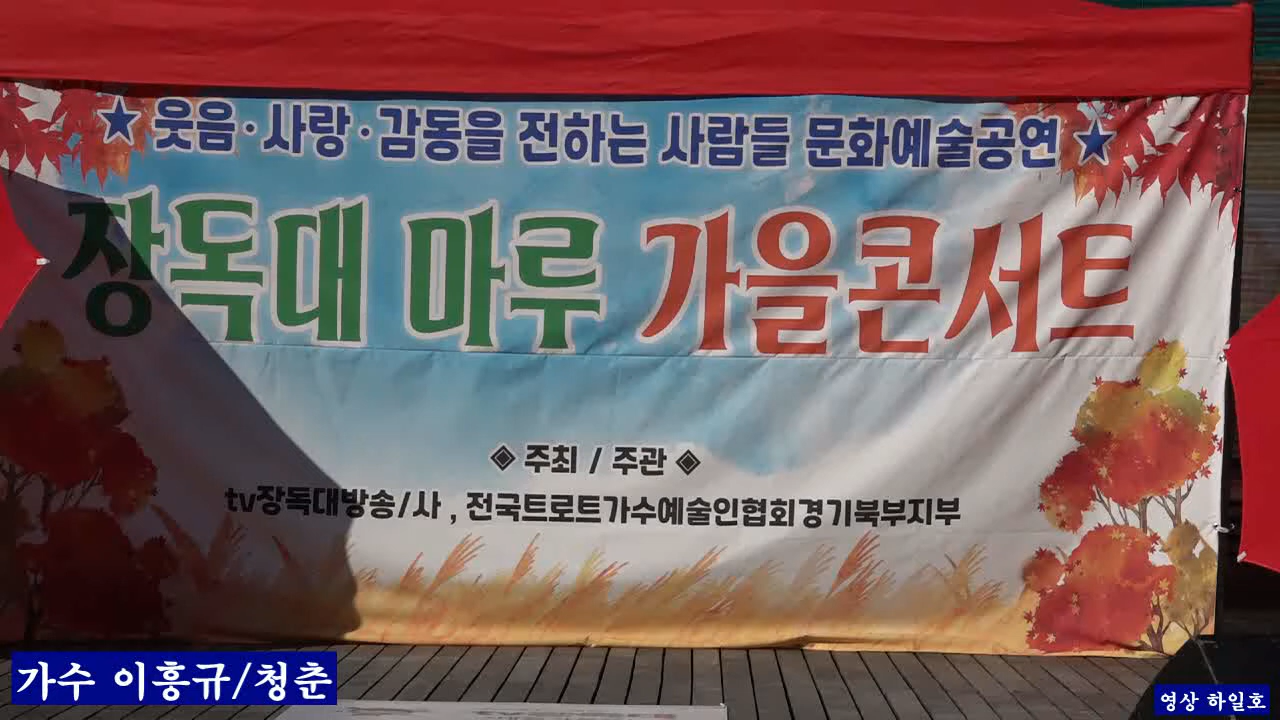 ★ 웃음·사랑·감동을 전하는 사람들 문화예술공연 ★
장독대 마루 가을콘서트
◈ 주최 / 주관 ◈
tv장독대방송/사 , 전국트로트가수예술인협회경기북부지부
가수 이흥규/청춘
영상 하일호